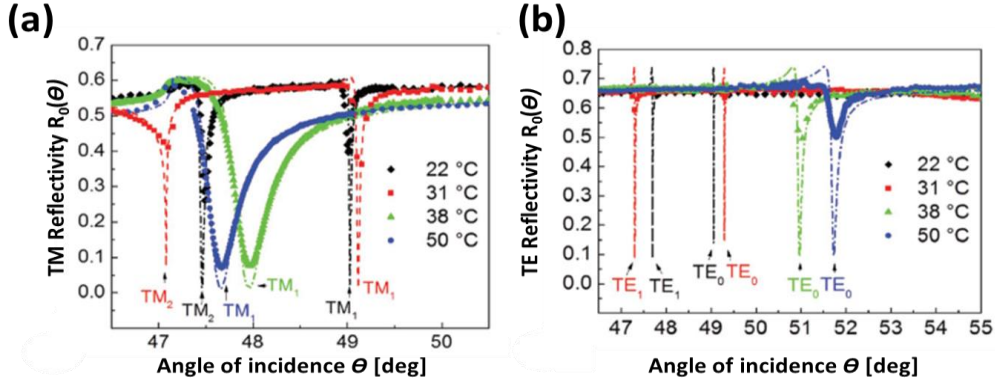 (a)
TM Reflectivity R₀(θ)
0.7
0.6
0.5
0.4
0.3
0.2
0.1
0.0
22 °C
31 °C
38 °C
50 °C
TM₂
TM₂
TM₁
TM₁
TM₁
TM₁
47
48
49
50
Angle of incidence θ [deg]
(b)
TE Reflectivity R₀(θ)
0.8
0.7
0.6
0.5
0.4
0.3
0.2
0.1
0.0
22 °C
31 °C
38 °C
50 °C
TE₁
TE₁
TE₀
TE₀
TE₀
TE₀
47
48
49
50
51
52
53
54
55
Angle of incidence θ [deg]